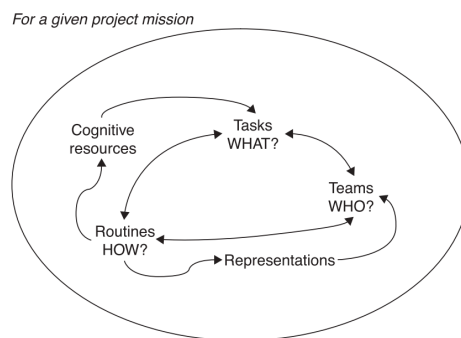 For a given project mission
Cognitive
resources
Tasks
WHAT?
Teams
WHO?
Routines
HOW?
Representations